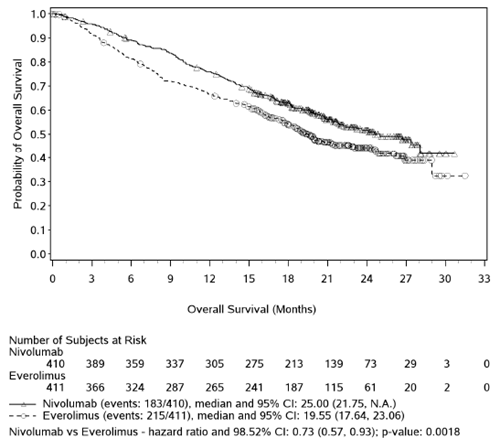 Probability of Overall Survival
1.0
0.9
0.8
0.7
0.6
0.5
0.4
0.3
0.2
0.1
0.0
0 3 6 9 12 15 18 21 24 27 30 33
Overall Survival (Months)
Number of Subjects at Risk
Nivolumab
410 389 359 337 305 275 213 139 73 29 3 0
Everolimus
411 366 324 287 265 241 187 115 61 20 2 0
Nivolumab (events: 183/410), median and 95% CI: 25.00 (21.75, N.A.)
Everolimus (events: 215/411), median and 95% CI: 19.55 (17.64, 23.06)
Nivolumab vs Everolimus - hazard ratio and 98.52% CI: 0.73 (0.57, 0.93); p-value: 0.0018